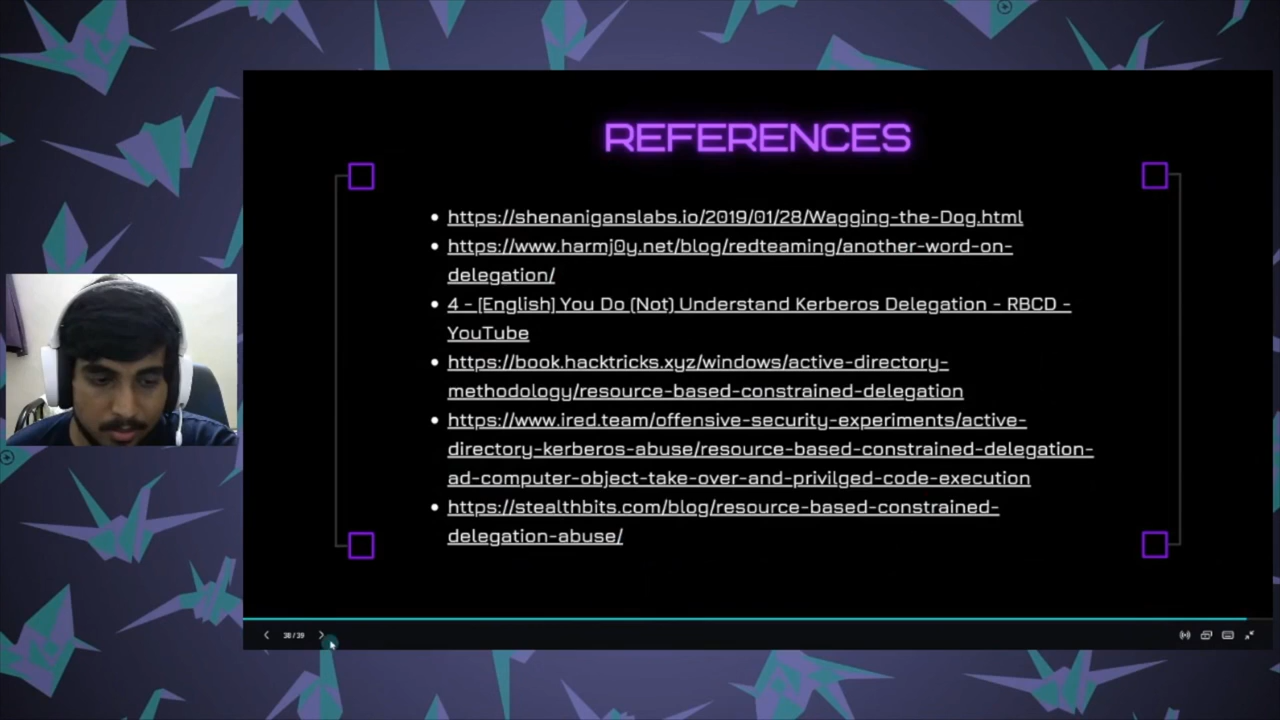 REFERENCES
https://shenaniganslabs.io/2019/01/28/Wagging-the-Dog.html
https://www.harmj0y.net/blog/redteaming/another-word-on-
delegation/
4 - [English] You Do (Not) Understand Kerberos Delegation - RBCD -
YouTube
https://book.hacktricks.xyz/windows/active-directory-
methodology/resource-based-constrained-delegation
https://www.ired.team/offensive-security-experiments/active-
directory-kerberos-abuse/resource-based-constrained-delegation-
ad-computer-object-take-over-and-privilged-code-execution
https://stealthbits.com/blog/resource-based-constrained-
delegation-abuse/
38 / 39